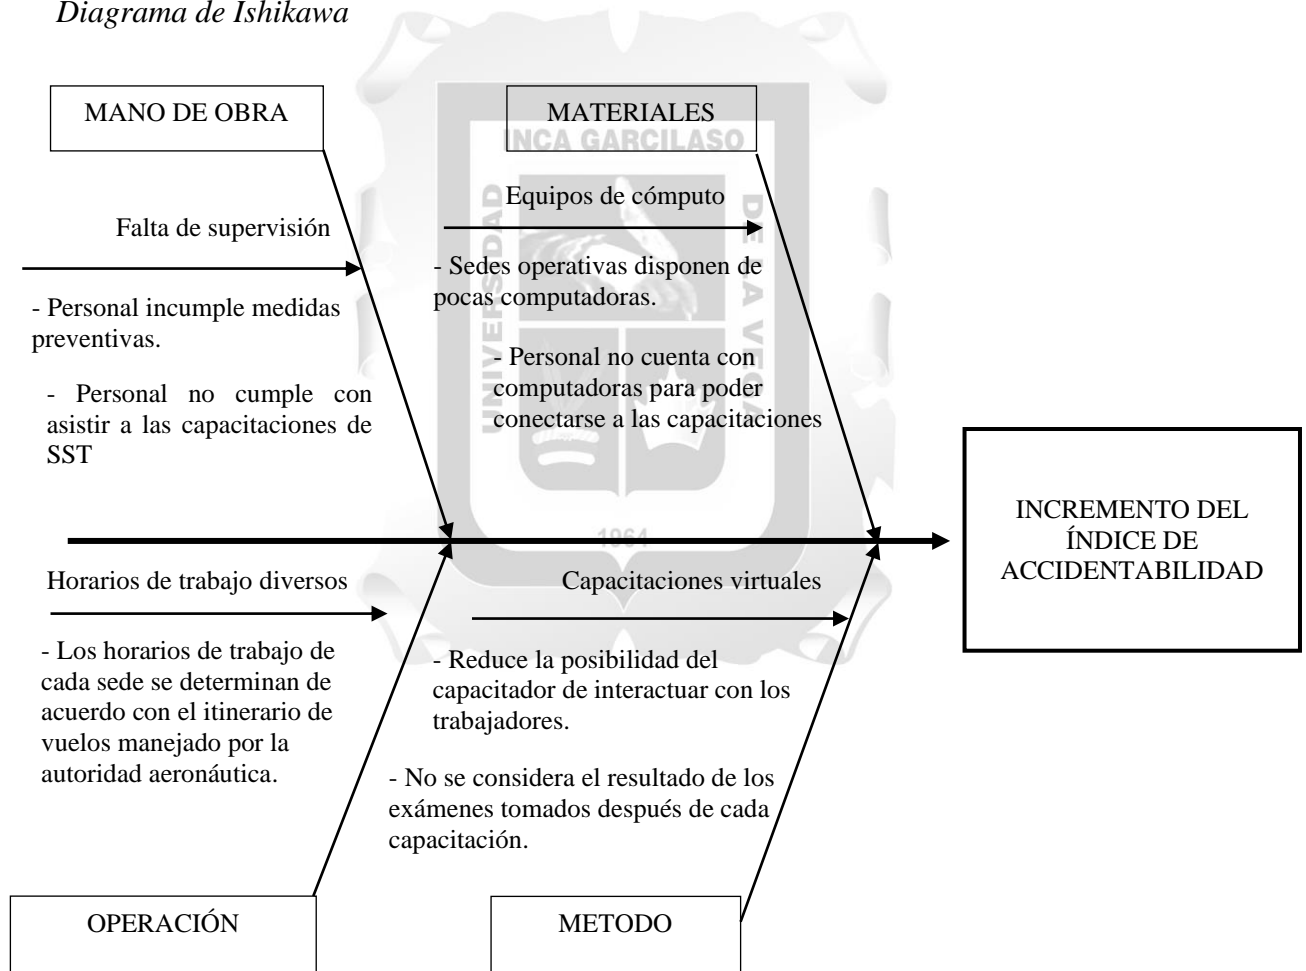 Diagrama de Ishikawa
MANO DE OBRA
MATERIALES
INCA GARCILASO
UNIVERSIDAD
DE LA VEGA
Falta de supervisión
- Personal incumple medidas
preventivas.
- Personal no cumple con
asistir a las capacitaciones de
SST
Equipos de cómputo
- Sedes operativas disponen de
pocas computadoras.
- Personal no cuenta con
computadoras para poder
conectarse a las capacitaciones
1964
INCREMENTO DEL
ÍNDICE DE
ACCIDENTABILIDAD
Horarios de trabajo diversos
- Los horarios de trabajo de
cada sede se determinan de
acuerdo con el itinerario de
vuelos manejado por la
autoridad aeronáutica.
Capacitaciones virtuales
- Reduce la posibilidad del
capacitador de interactuar con los
trabajadores.
- No se considera el resultado de los
exámenes tomados después de cada
capacitación.
OPERACIÓN
METODO